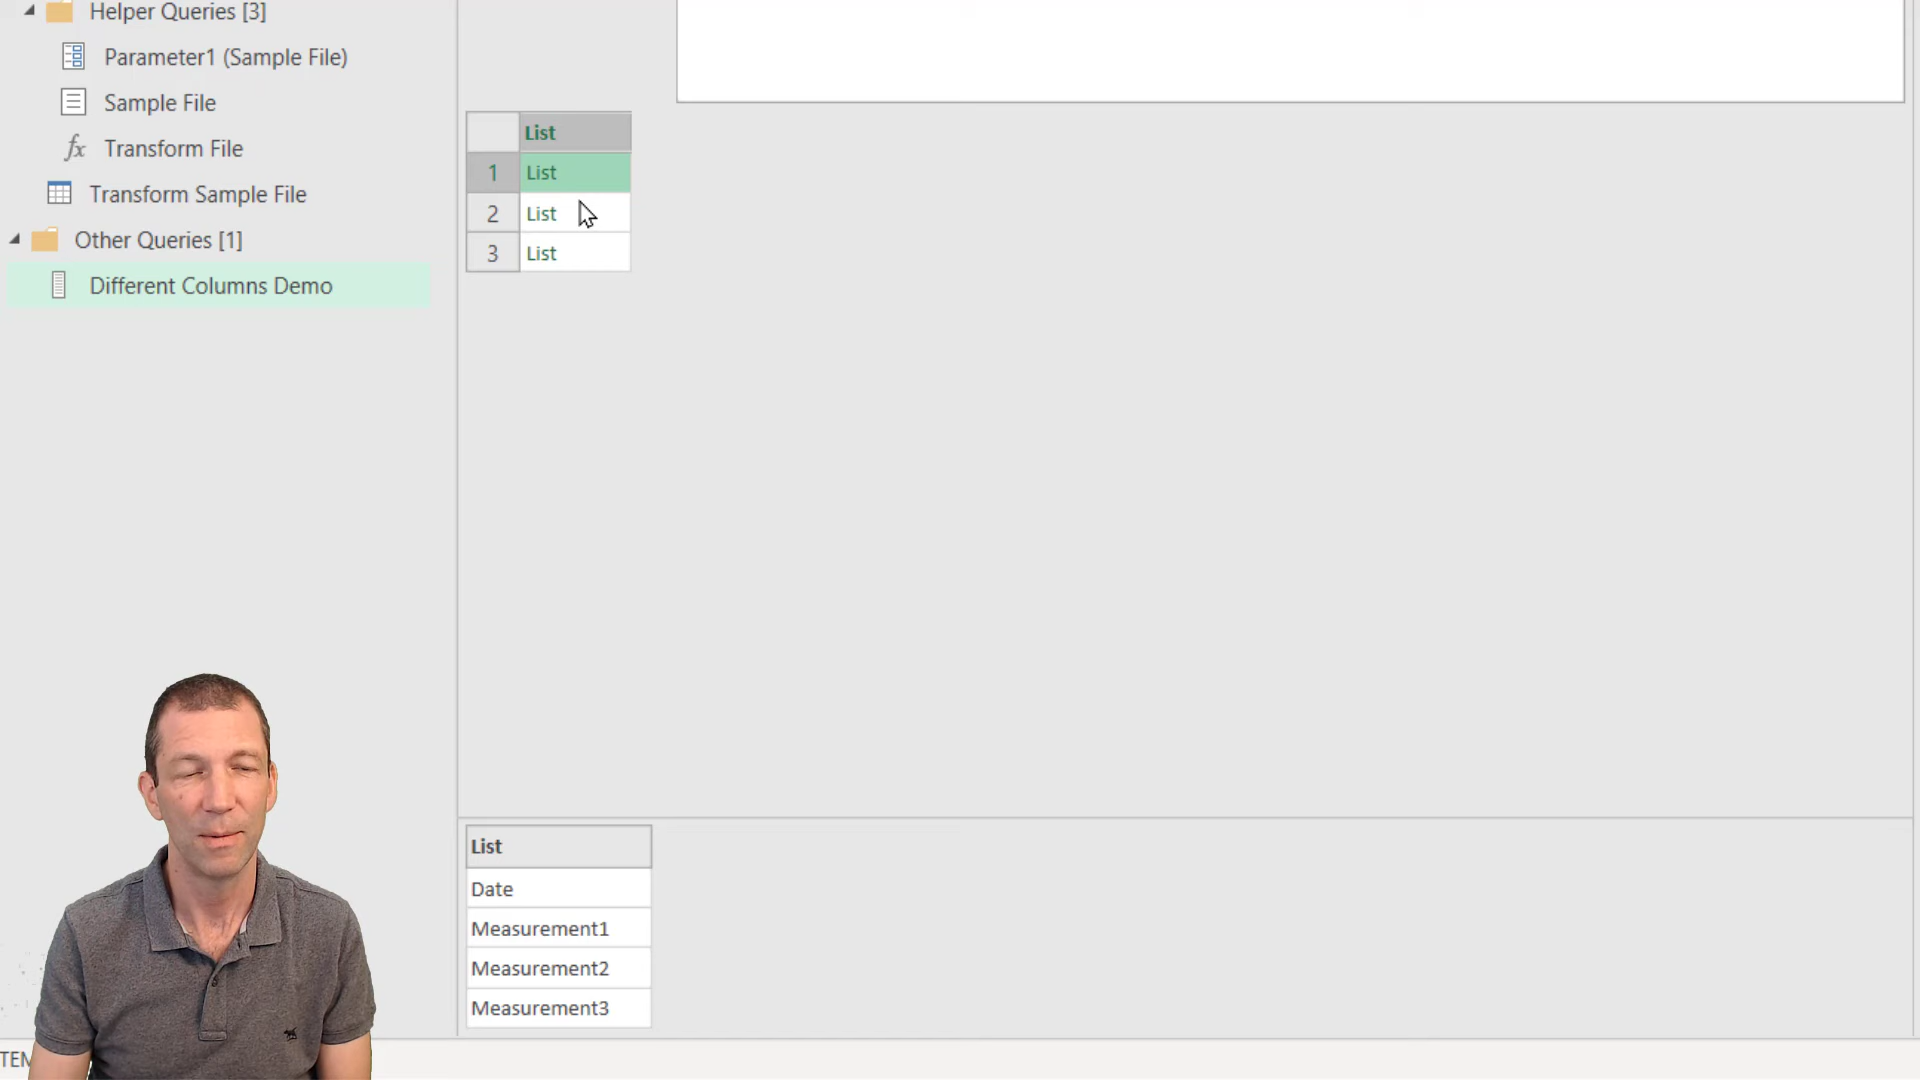 Helper Queries [3]
Parameter1 (Sample File)
Sample File
fx Transform File
Transform Sample File
Other Queries [1]
Different Columns Demo
List
1 List
2 List
3 List
List
Date
Measurement1
Measurement2
Measurement3